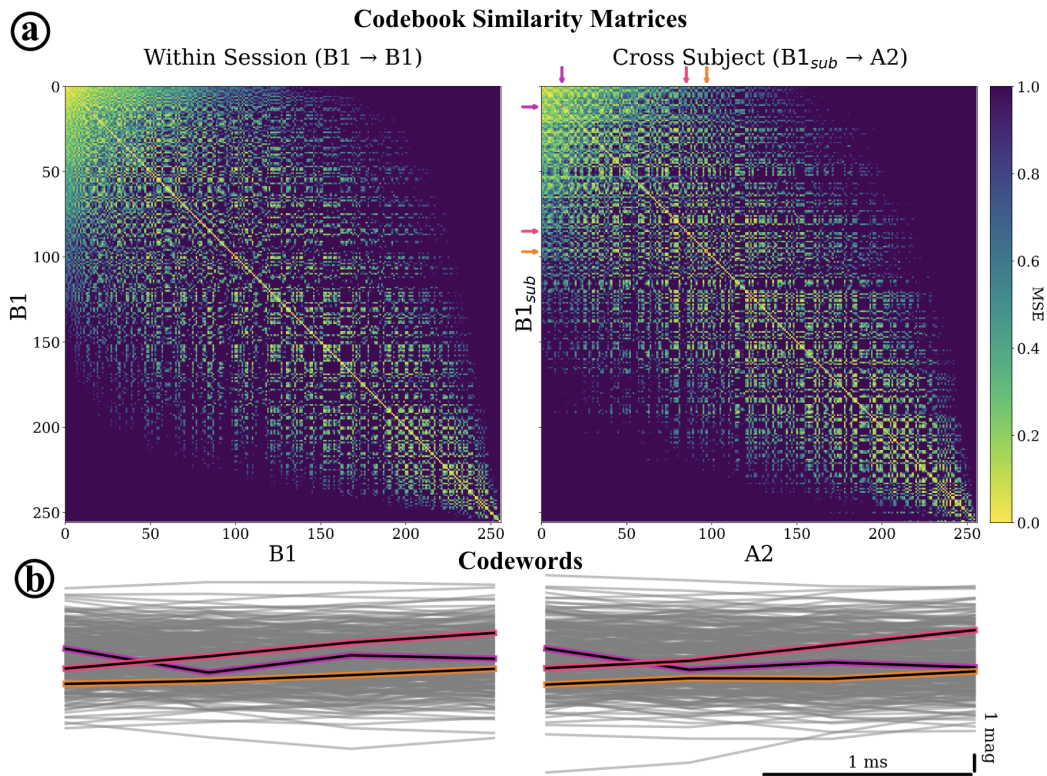 a
Codebook Similarity Matrices
Within Session (B1 → B1)
Cross Subject (B1sub → A2)
0
50
100
150
200
250
B1
0 50 100 150 200 250
B1
B1sub
0 50 100 150 200 250
A2
1.0
0.8
0.6
0.4
0.2
0.0
MSE
b
Codewords
1 ms
1 mag